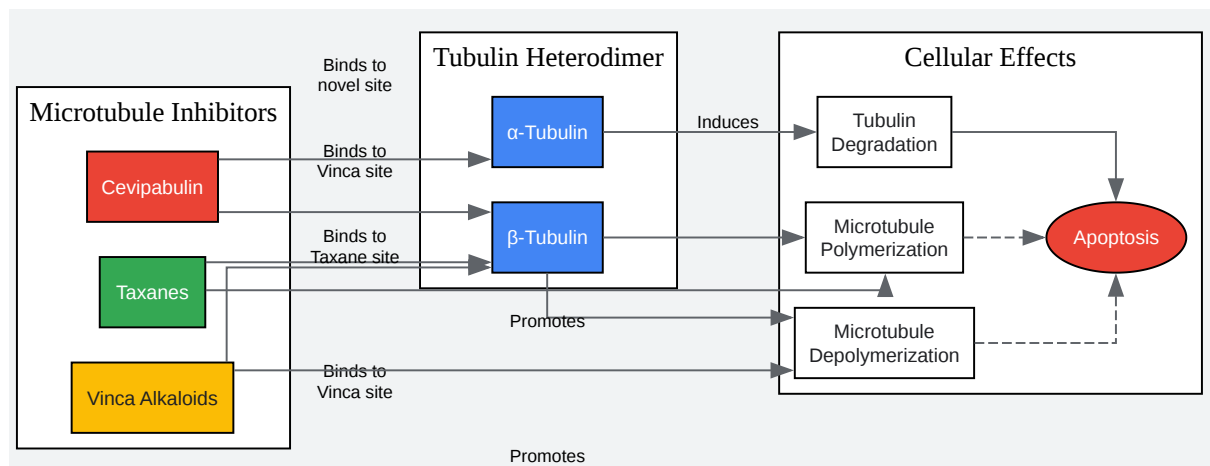 Microtubule Inhibitors
Cevipabulin
Taxanes
Vinca Alkaloids
Binds to
novel site
Binds to
Vinca site
Binds to
Taxane site
Binds to
Vinca site
Tubulin Heterodimer
α-Tubulin
β-Tubulin
Promotes
Promotes
Induces
Cellular Effects
Tubulin
Degradation
Microtubule
Polymerization
Microtubule
Depolymerization
Apoptosis